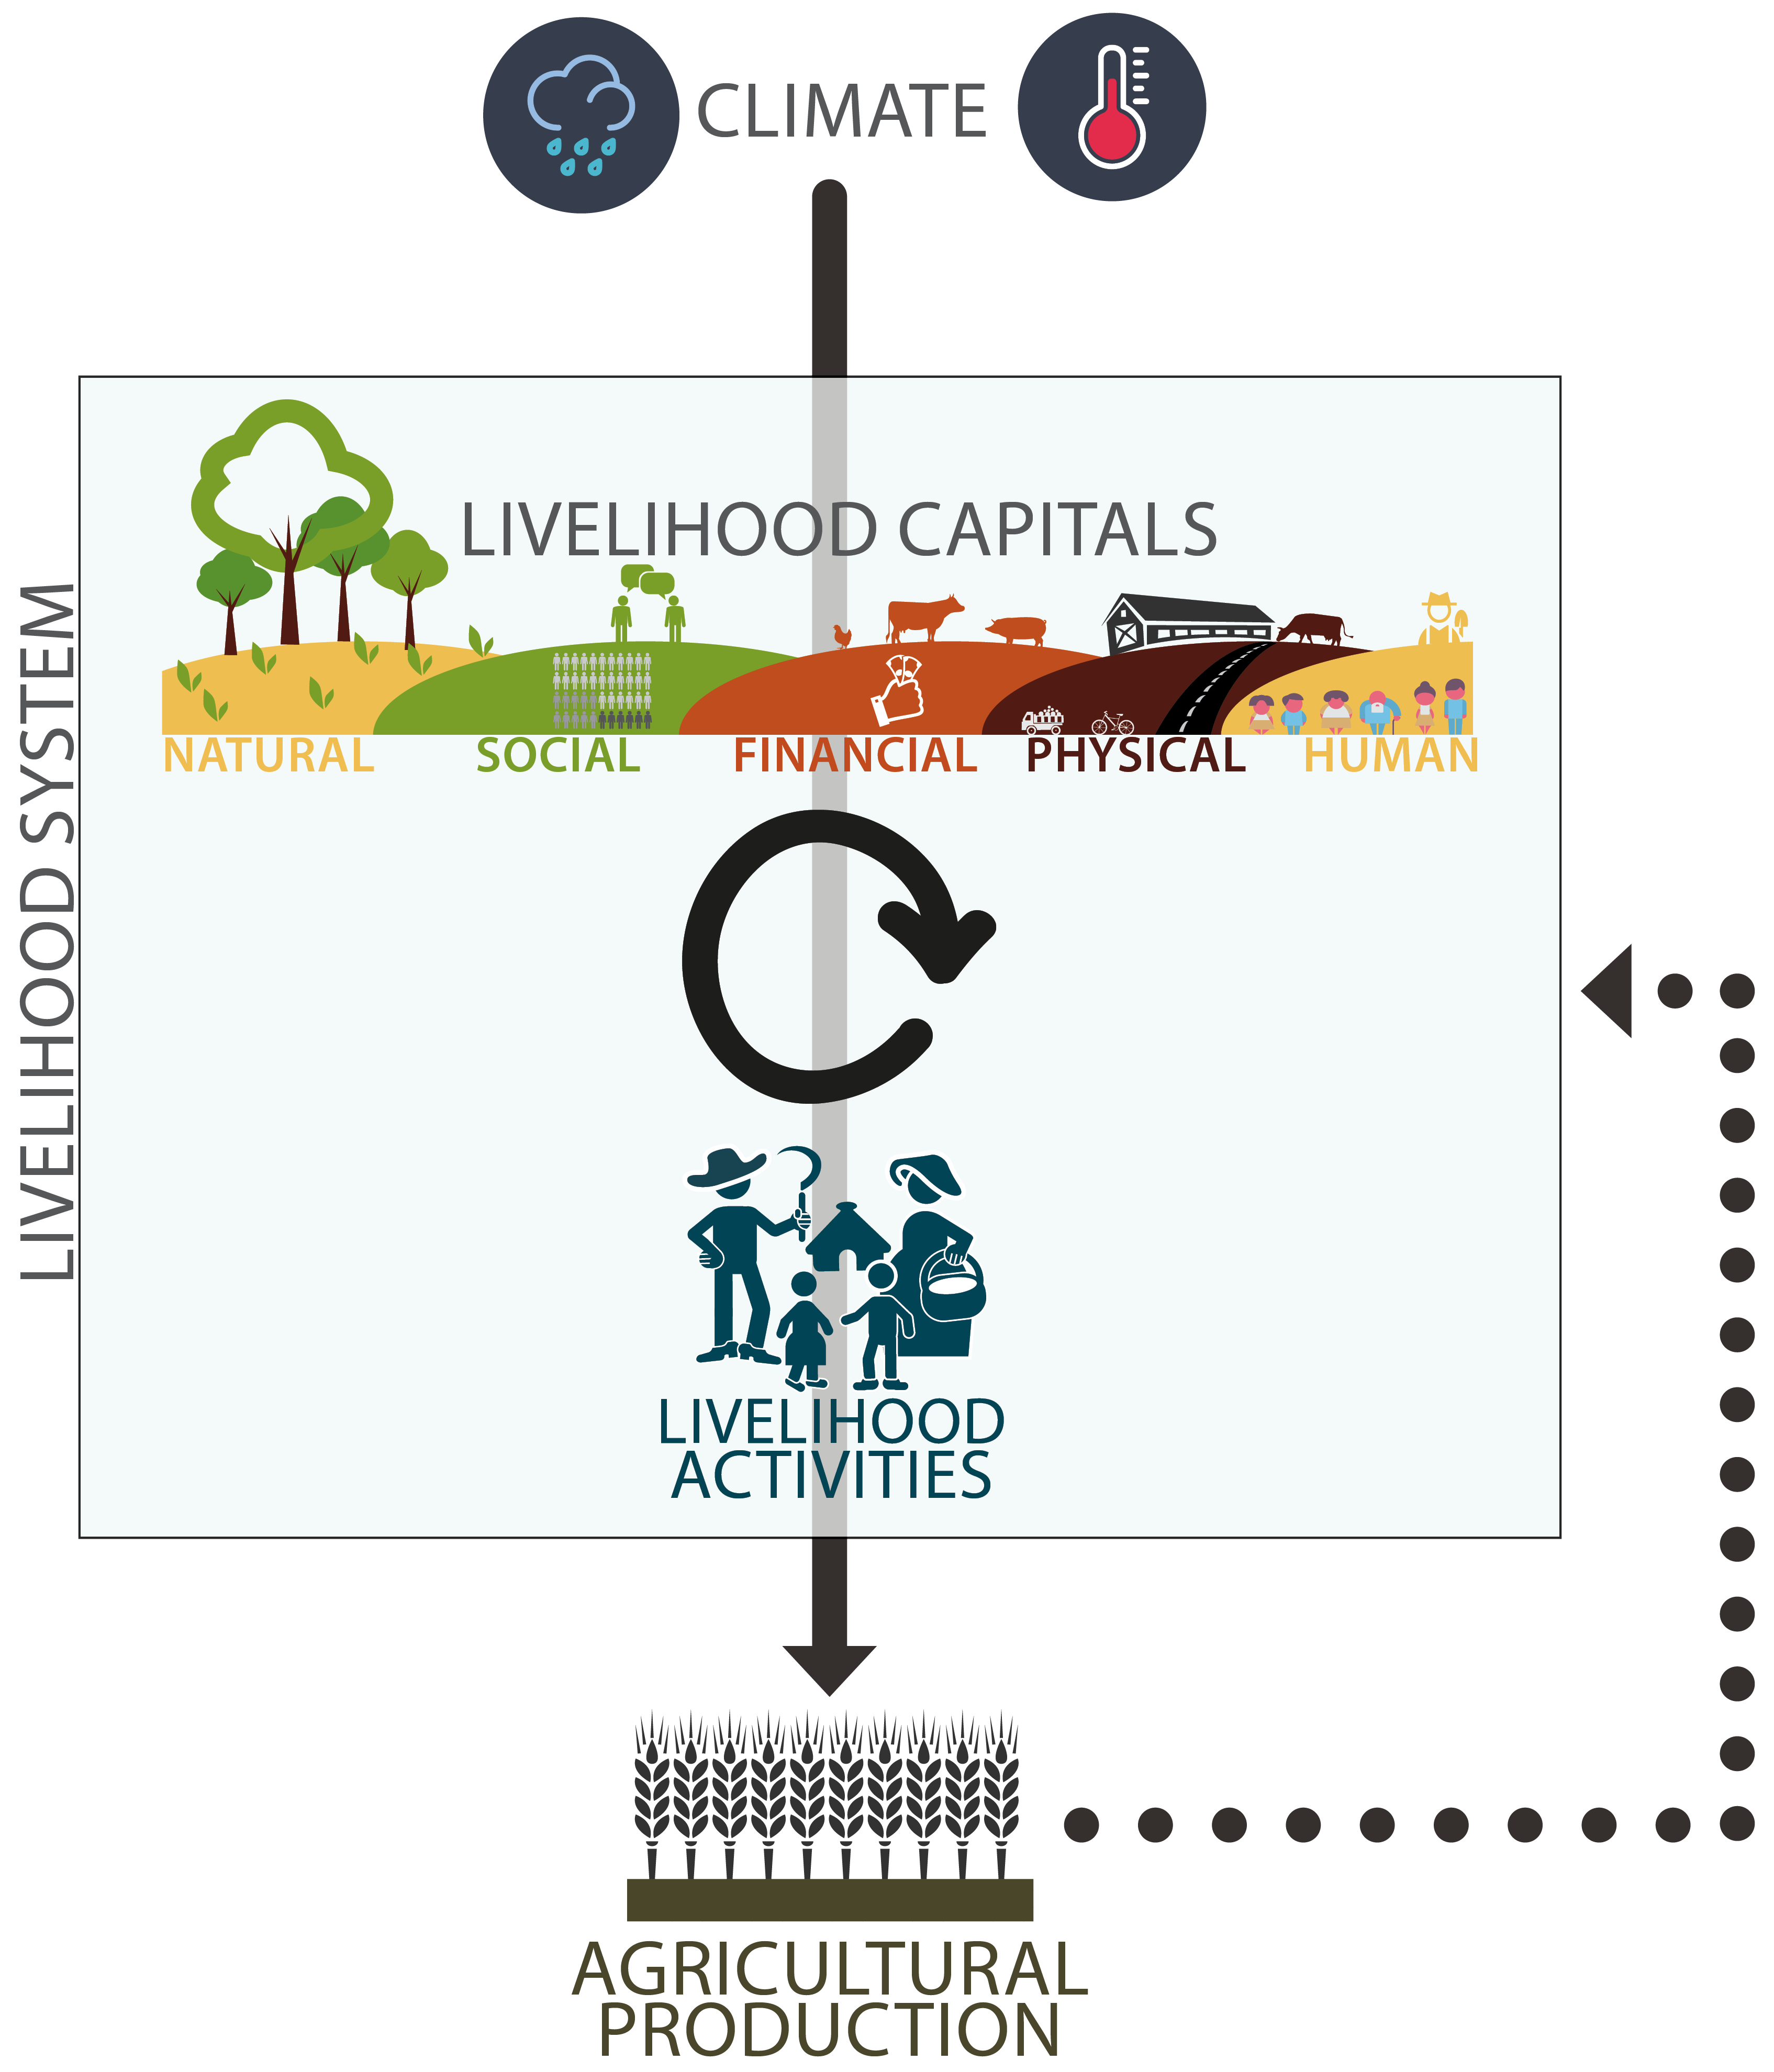 CLIMATE
LIVELIHOOD SYSTEM
LIVELIHOOD CAPITALS
NATURAL
SOCIAL
FINANCIAL
PHYSICAL
HUMAN
LIVELIHOOD
ACTIVITIES
AGRICULTURAL
PRODUCTION